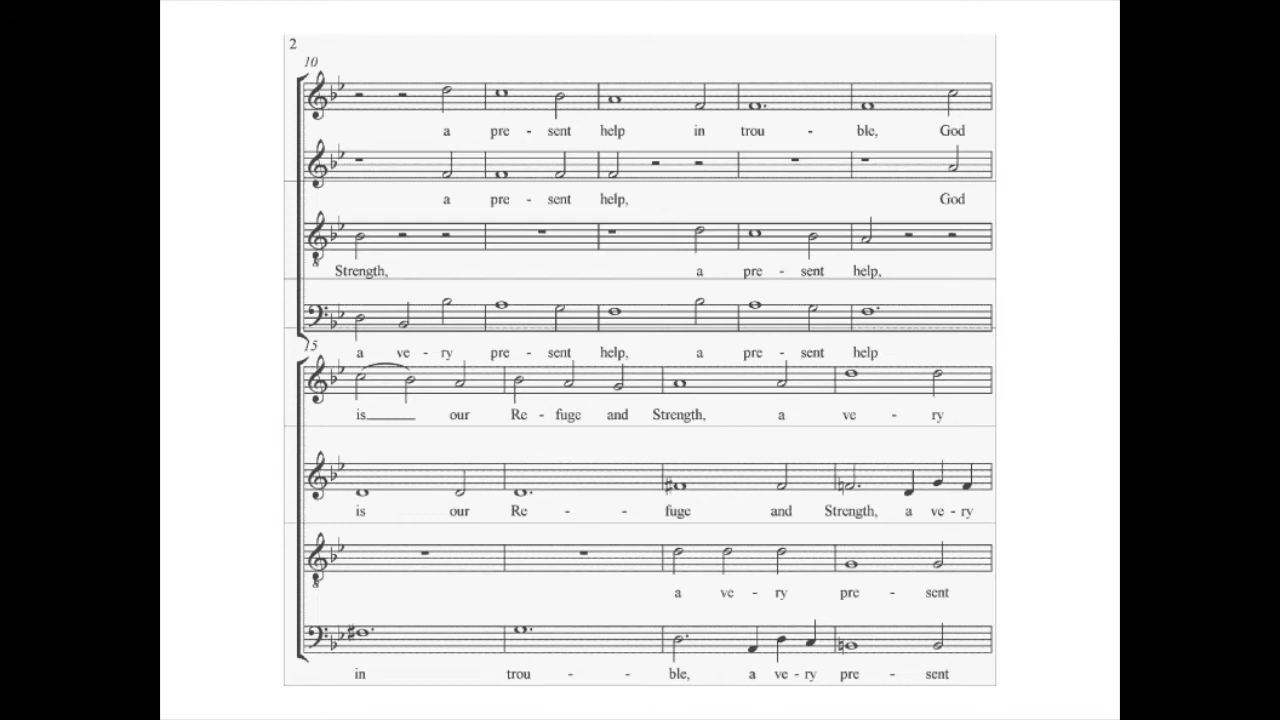 2
10
a pre - sent help in trou - ble, God
a pre - sent help, God
Strength, a pre - sent help,
a ve - ry pre - sent help, a pre - sent help
15
is____ our Re - fuge and Strength, a ve - ry
is our Re - - fuge and Strength, a ve - ry
a ve - ry pre - sent
in trou - - ble, a ve - ry pre - sent